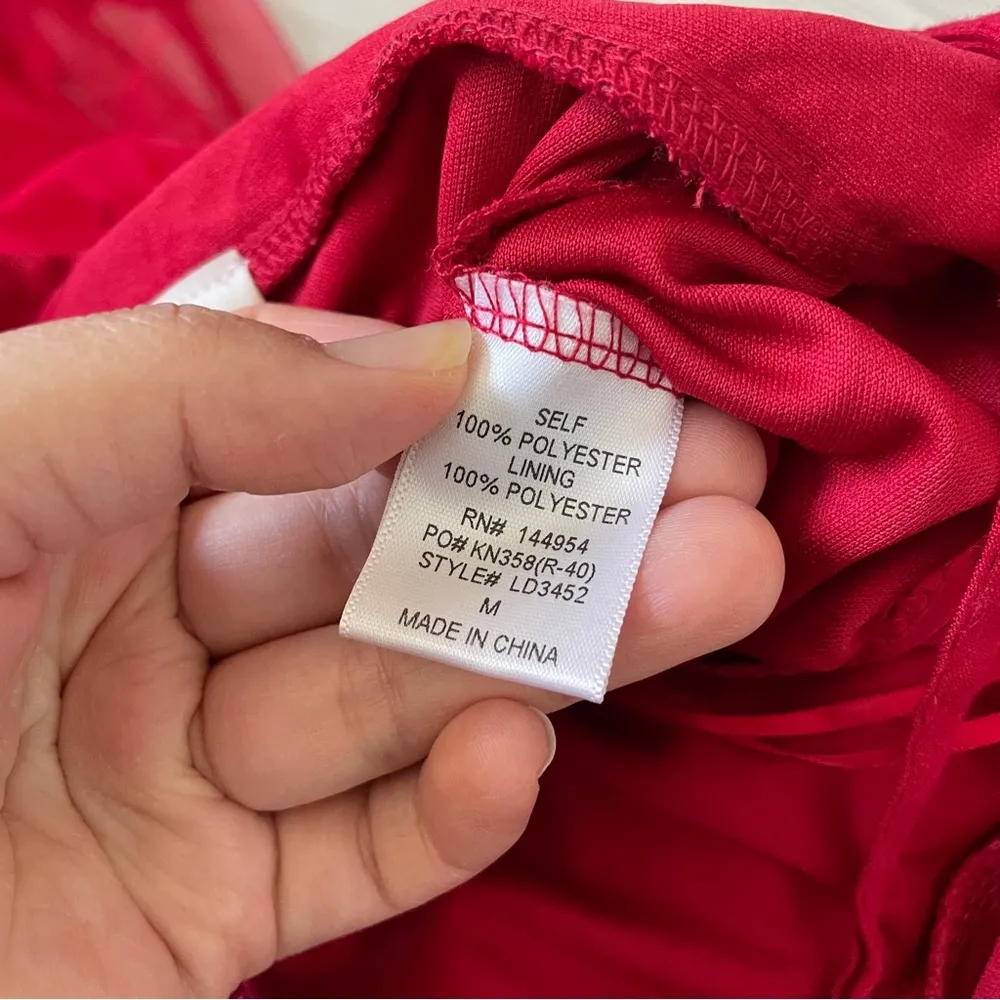 SELF
100% POLYESTER
LINING
100% POLYESTER
RN# 144954
PO# KN358(R-40)
STYLE# LD3452
M
MADE IN CHINA